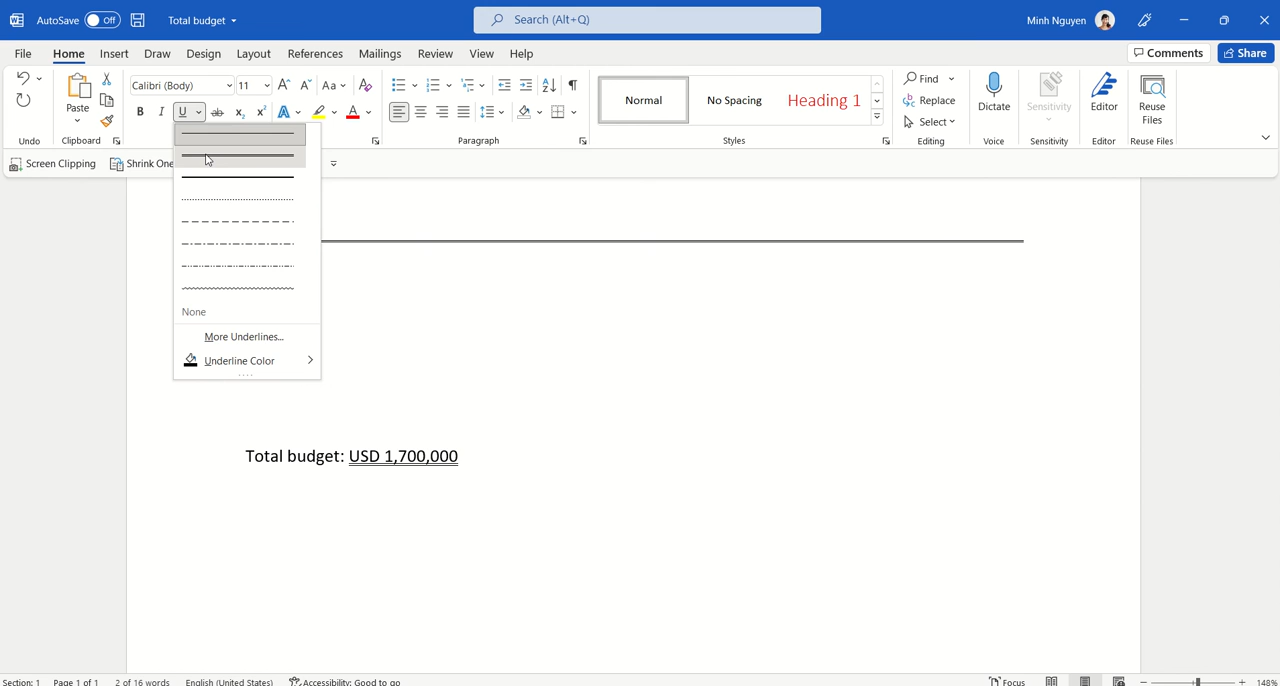 AutoSave Off Total budget Search (Alt+Q) Minh Nguyen
File Home Insert Draw Design Layout References Mailings Review View Help Comments Share
Calibri (Body) 11 Aa
Normal No Spacing Heading 1
Find
Replace
Select
Paste
B I U ab x2 x2 A A
Dictate Sensitivity Editor Reuse Files
Undo Clipboard Paragraph Styles Editing Voice Sensitivity Editor Reuse Files
Screen Clipping Shrink One
None
More Underlines...
Underline Color
Total budget: USD 1,700,000
Section: 1 Page 1 of 1 2 of 16 words English (United States) Accessibility: Good to go Focus 148%